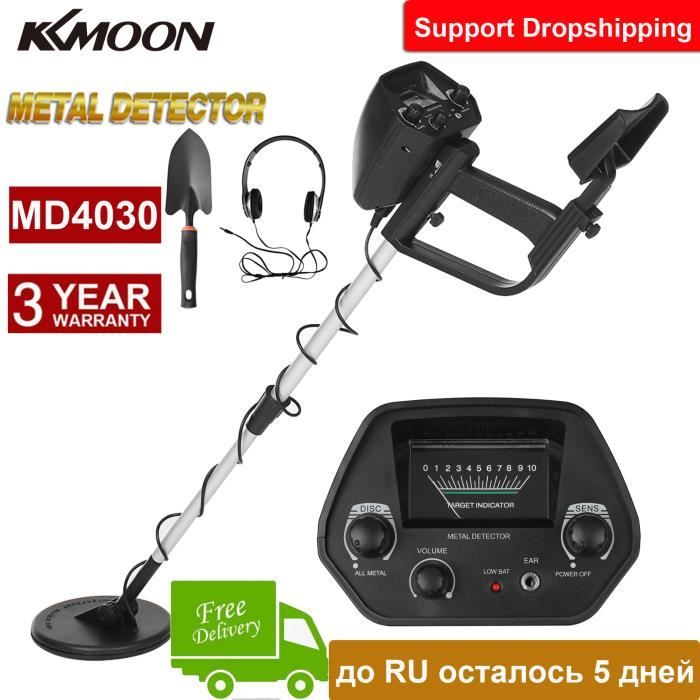 KKMOON
Support Dropshipping
METAL DETECTOR
MD4030
3 YEAR
WARRANTY
0 1 2 3 4 5 6 7 8 9 10
TARGET INDICATOR
DISC
SENS
METAL DETECTOR
VOLUME
EAR
LOW BAT
ALL METAL
POWER OFF
Free
Delivery
до RU осталось 5 дней